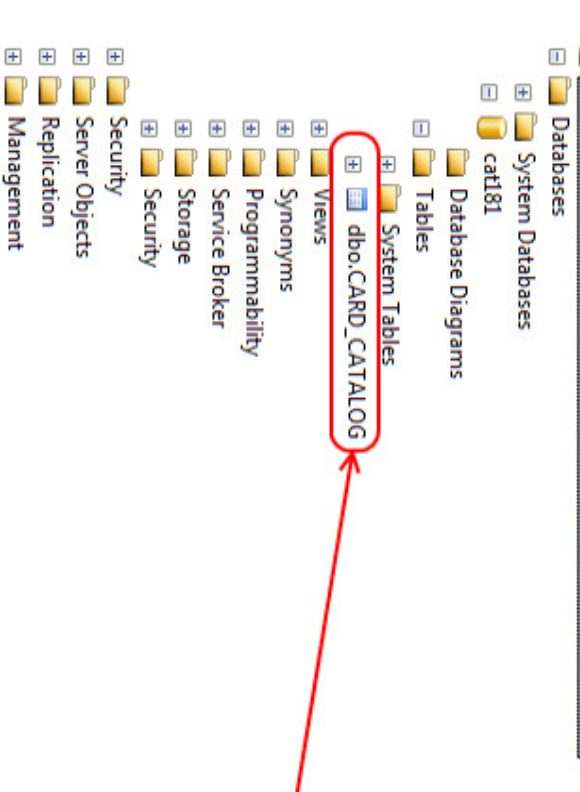 Databases
System Databases
cat181
Database Diagrams
Tables
System Tables
dbo.CARD_CATALOG
Views
Synonyms
Programmability
Service Broker
Storage
Security
Security
Server Objects
Replication
Management